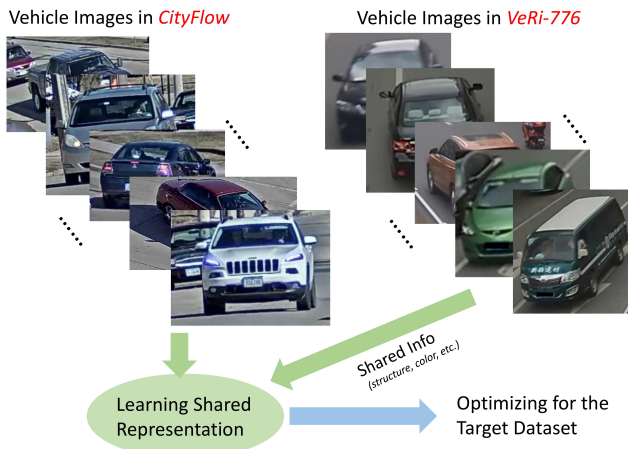 Vehicle Images in CityFlow
Vehicle Images in VeRi-776
Shared Info
(structure, color, etc.)
Learning Shared
Representation
Optimizing for the
Target Dataset